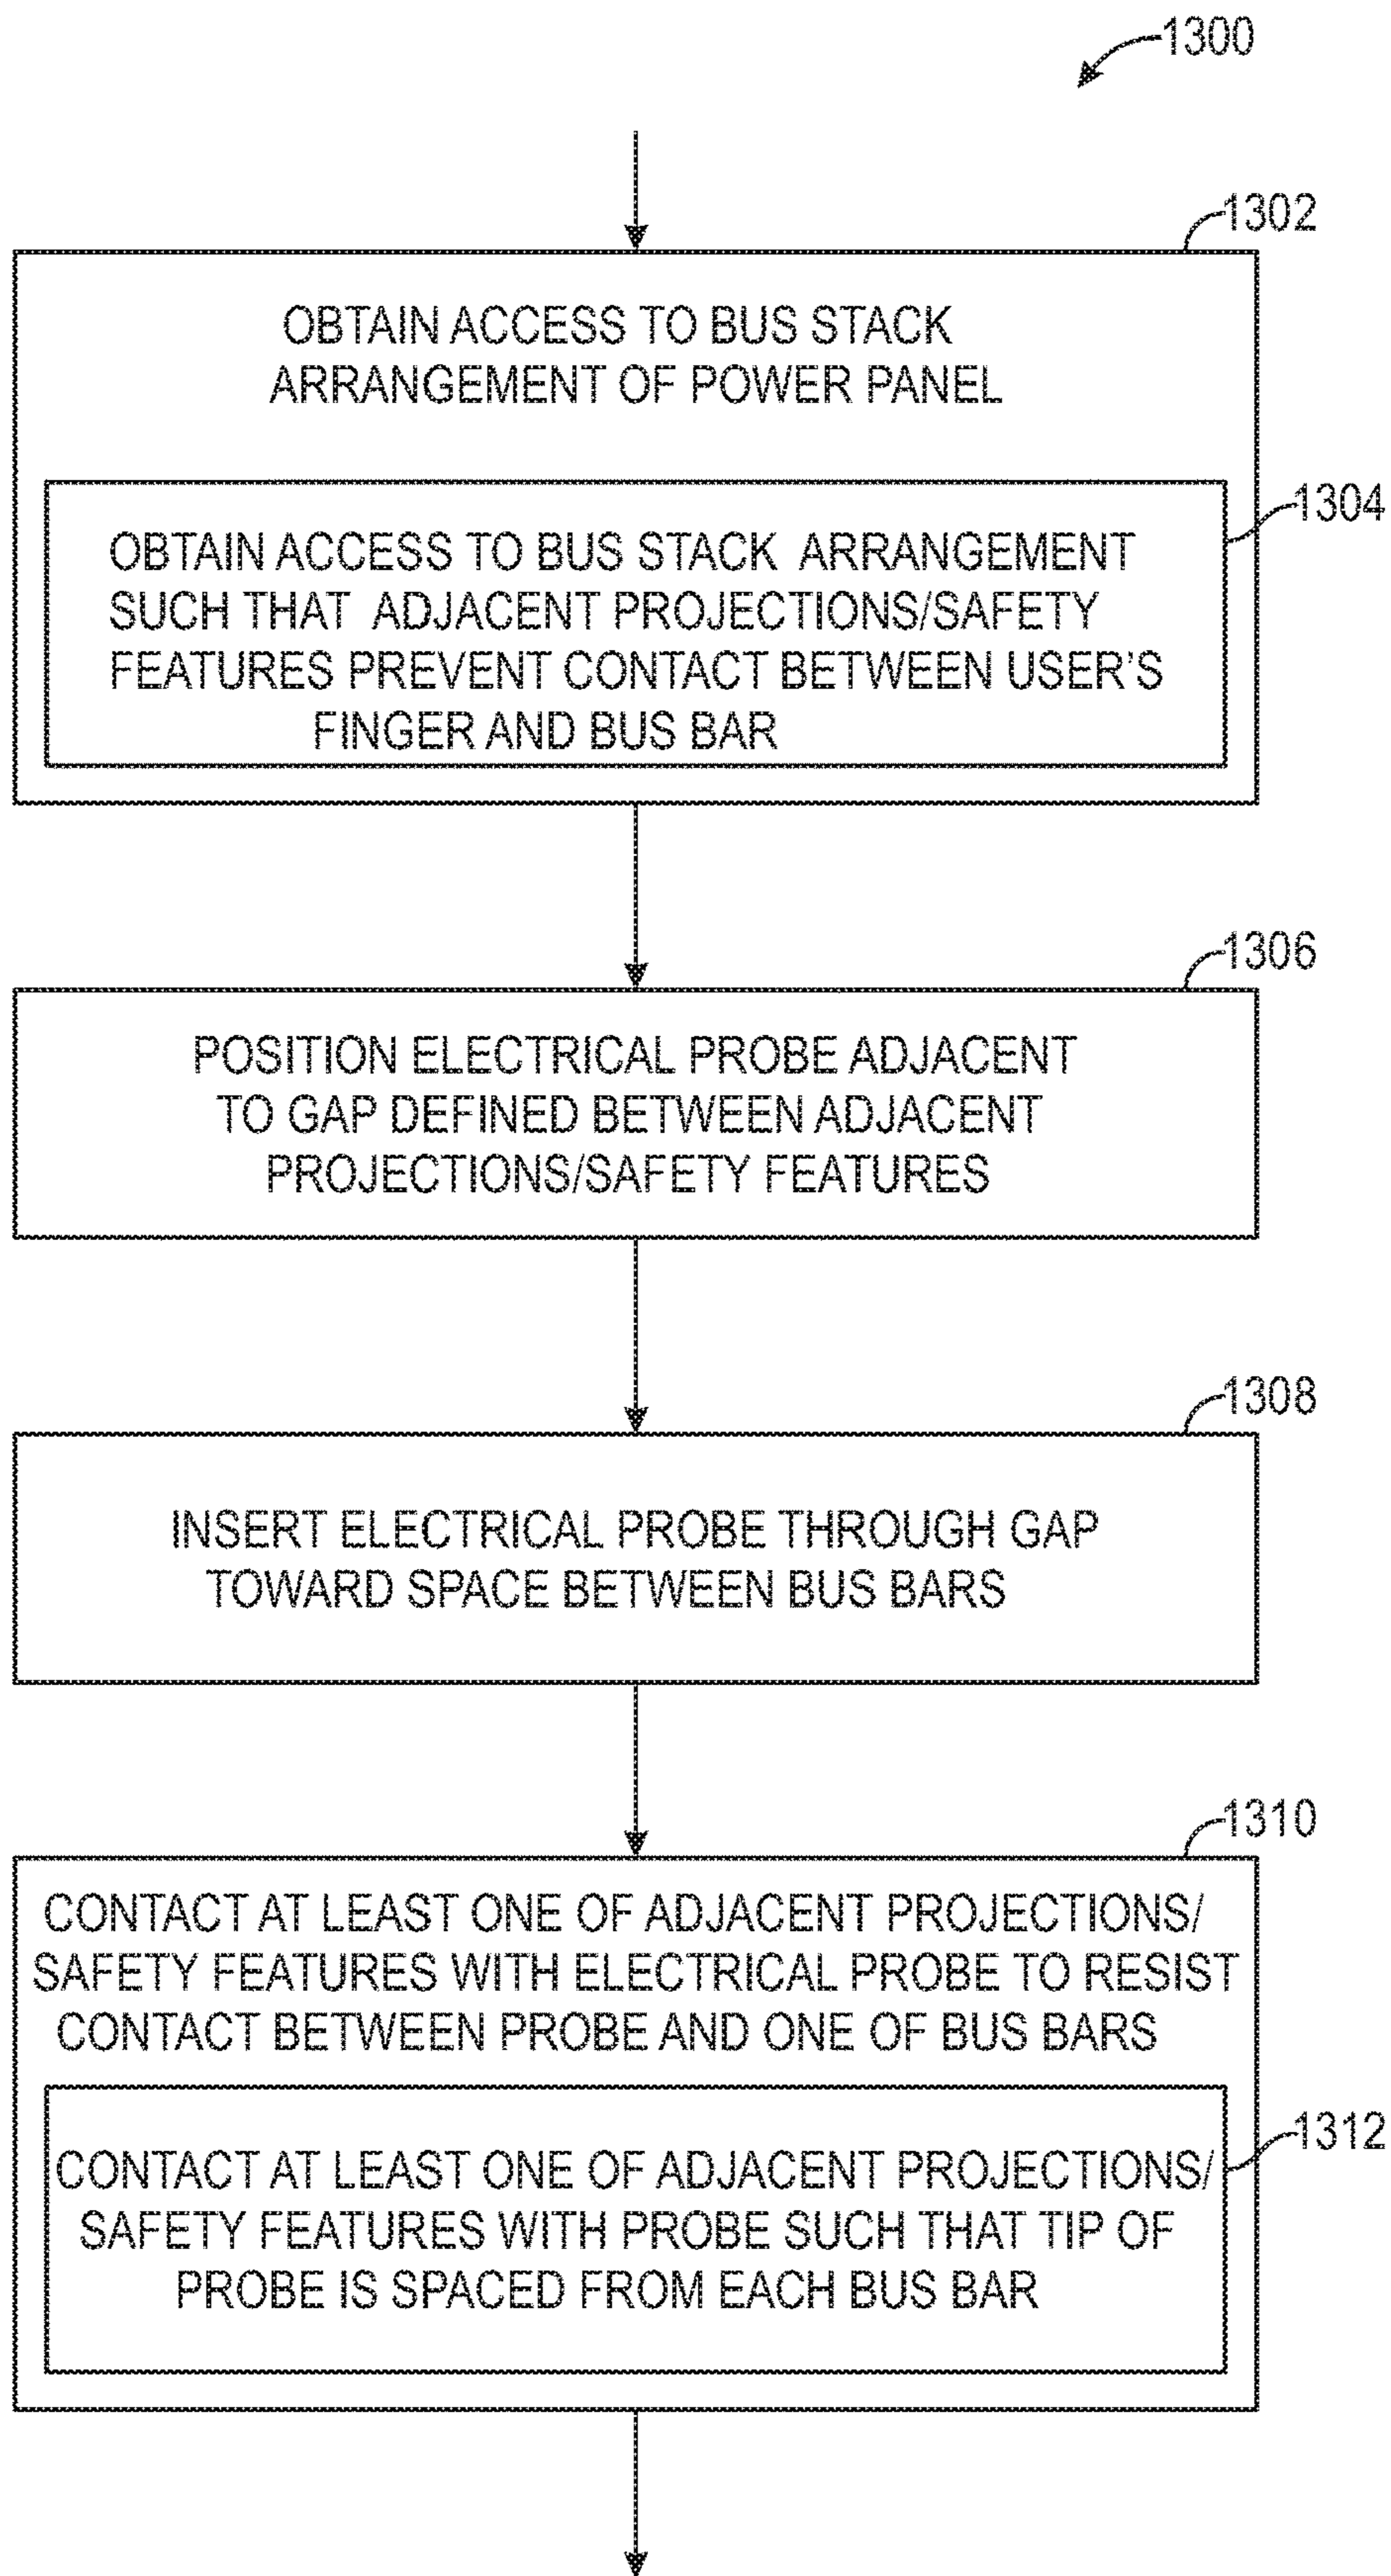 1300
1302
OBTAIN ACCESS TO BUS STACK
ARRANGEMENT OF POWER PANEL
1304
OBTAIN ACCESS TO BUS STACK ARRANGEMENT
SUCH THAT ADJACENT PROJECTIONS/SAFETY
FEATURES PREVENT CONTACT BETWEEN USER'S
FINGER AND BUS BAR
1306
POSITION ELECTRICAL PROBE ADJACENT
TO GAP DEFINED BETWEEN ADJACENT
PROJECTIONS/SAFETY FEATURES
1308
INSERT ELECTRICAL PROBE THROUGH GAP
TOWARD SPACE BETWEEN BUS BARS
1310
CONTACT AT LEAST ONE OF ADJACENT PROJECTIONS/
SAFETY FEATURES WITH ELECTRICAL PROBE TO RESIST
CONTACT BETWEEN PROBE AND ONE OF BUS BARS
1312
CONTACT AT LEAST ONE OF ADJACENT PROJECTIONS/
SAFETY FEATURES WITH PROBE SUCH THAT TIP OF
PROBE IS SPACED FROM EACH BUS BAR